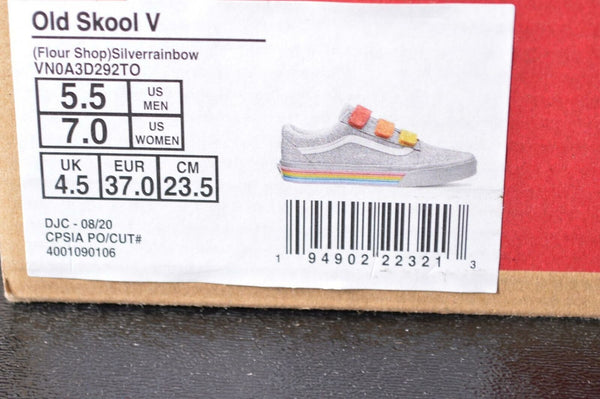 Old Skool V
(Flour Shop)Silverrainbow
VN0A3D292TO
5.5 US MEN
7.0 US WOMEN
UK 4.5 EUR 37.0 CM 23.5
DJC - 08/20
CPSIA PO/CUT#
4001090106
1 94902 22321 3